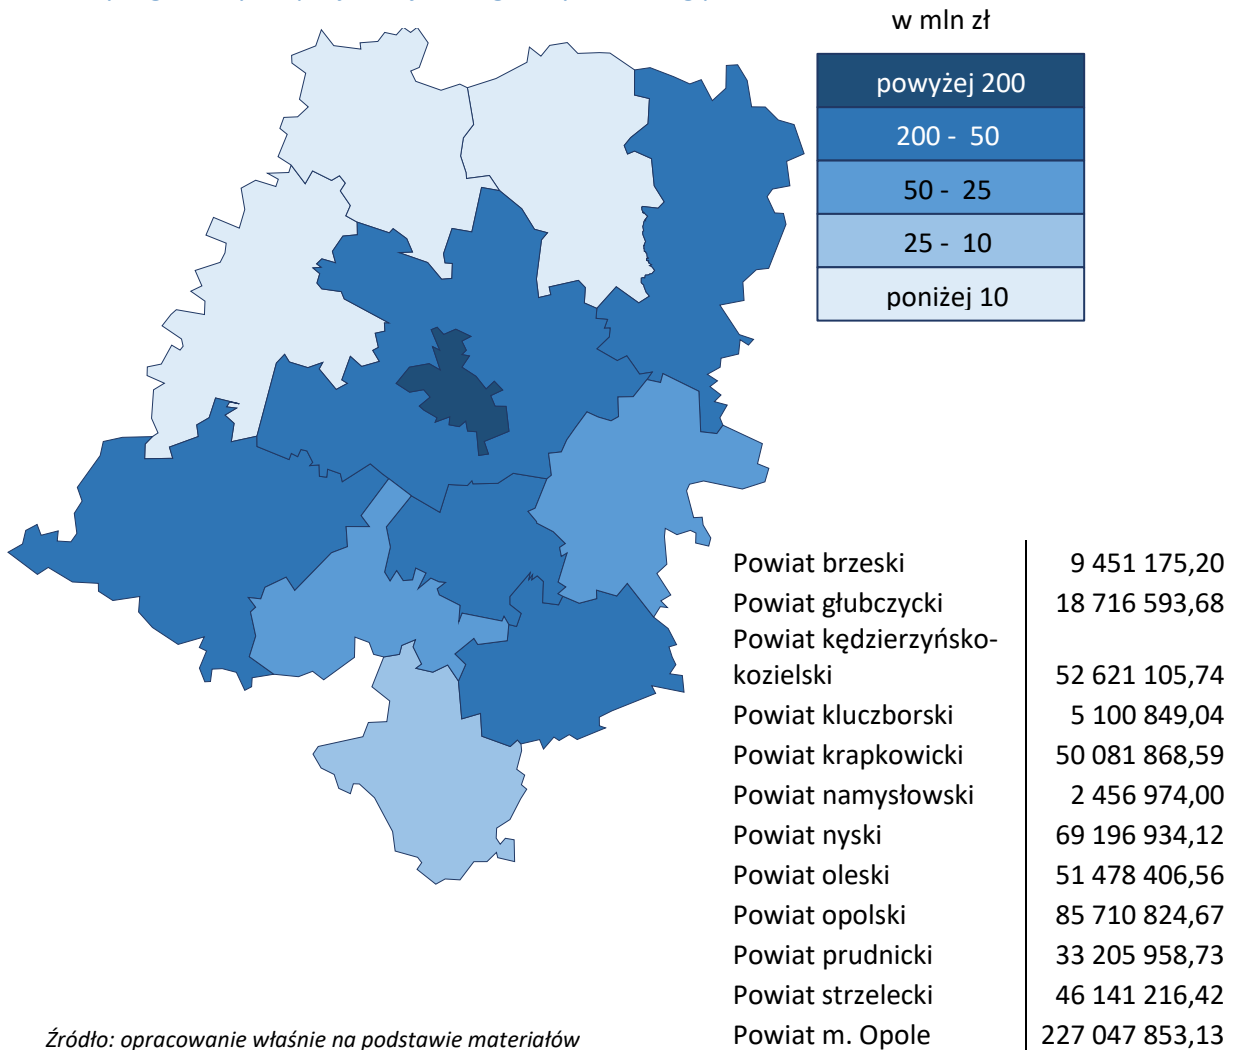 w mln zł
powyżej 200
200 - 50
50 - 25
25 - 10
poniżej 10
Powiat brzeski 9 451 175,20
Powiat głubczycki 18 716 593,68
Powiat kędzierzyńsko-
kozielski 52 621 105,74
Powiat kluczborski 5 100 849,04
Powiat krapkowicki 50 081 868,59
Powiat namysłowski 2 456 974,00
Powiat nyski 69 196 934,12
Powiat oleski 51 478 406,56
Powiat opolski 85 710 824,67
Powiat prudnicki 33 205 958,73
Powiat strzelecki 46 141 216,42
Powiat m. Opole 227 047 853,13
Źródło: opracowanie właśnie na podstawie materiałów